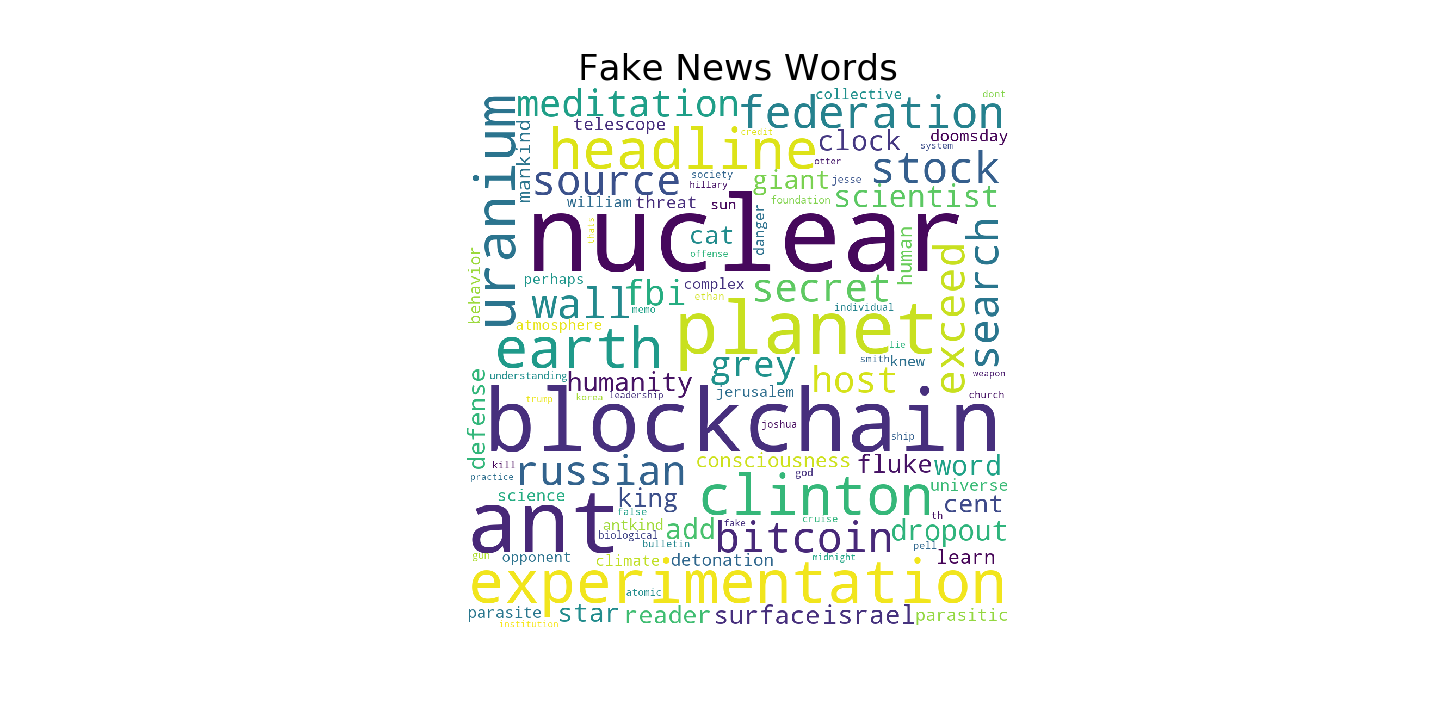 Fake News Words
meditation
federation
collective
dont
uranium
mankind
telescope
headline
credit
clock
doomsday
system
otter
stock
source
society
hillary
giant
jesse
scientist
william
threat
sun
foundation
nuclear
thats
cat
offense
danger
human
search
exceed
behavior
perhaps
wall
fbi
memo
complex
ethan
secret
individual
planet
atmosphere
earth
lie
grey
smith
knew
weapon
understanding
humanity
jerusalem
host
church
defense
trump
korea
leadership
blockchain
joshua
ship
kill
practice
russian
consciousness
god
fluke
word
universe
science
king
clinton
cent
th
ant
false
antkind
biological
bulletin
add
fake
bitcoin
cruise
dropout
pell
gun
opponent
climate
detonation
midnight
learn
experimentation
atomic
parasite
star
reader
surface
israel
parasitic
institution